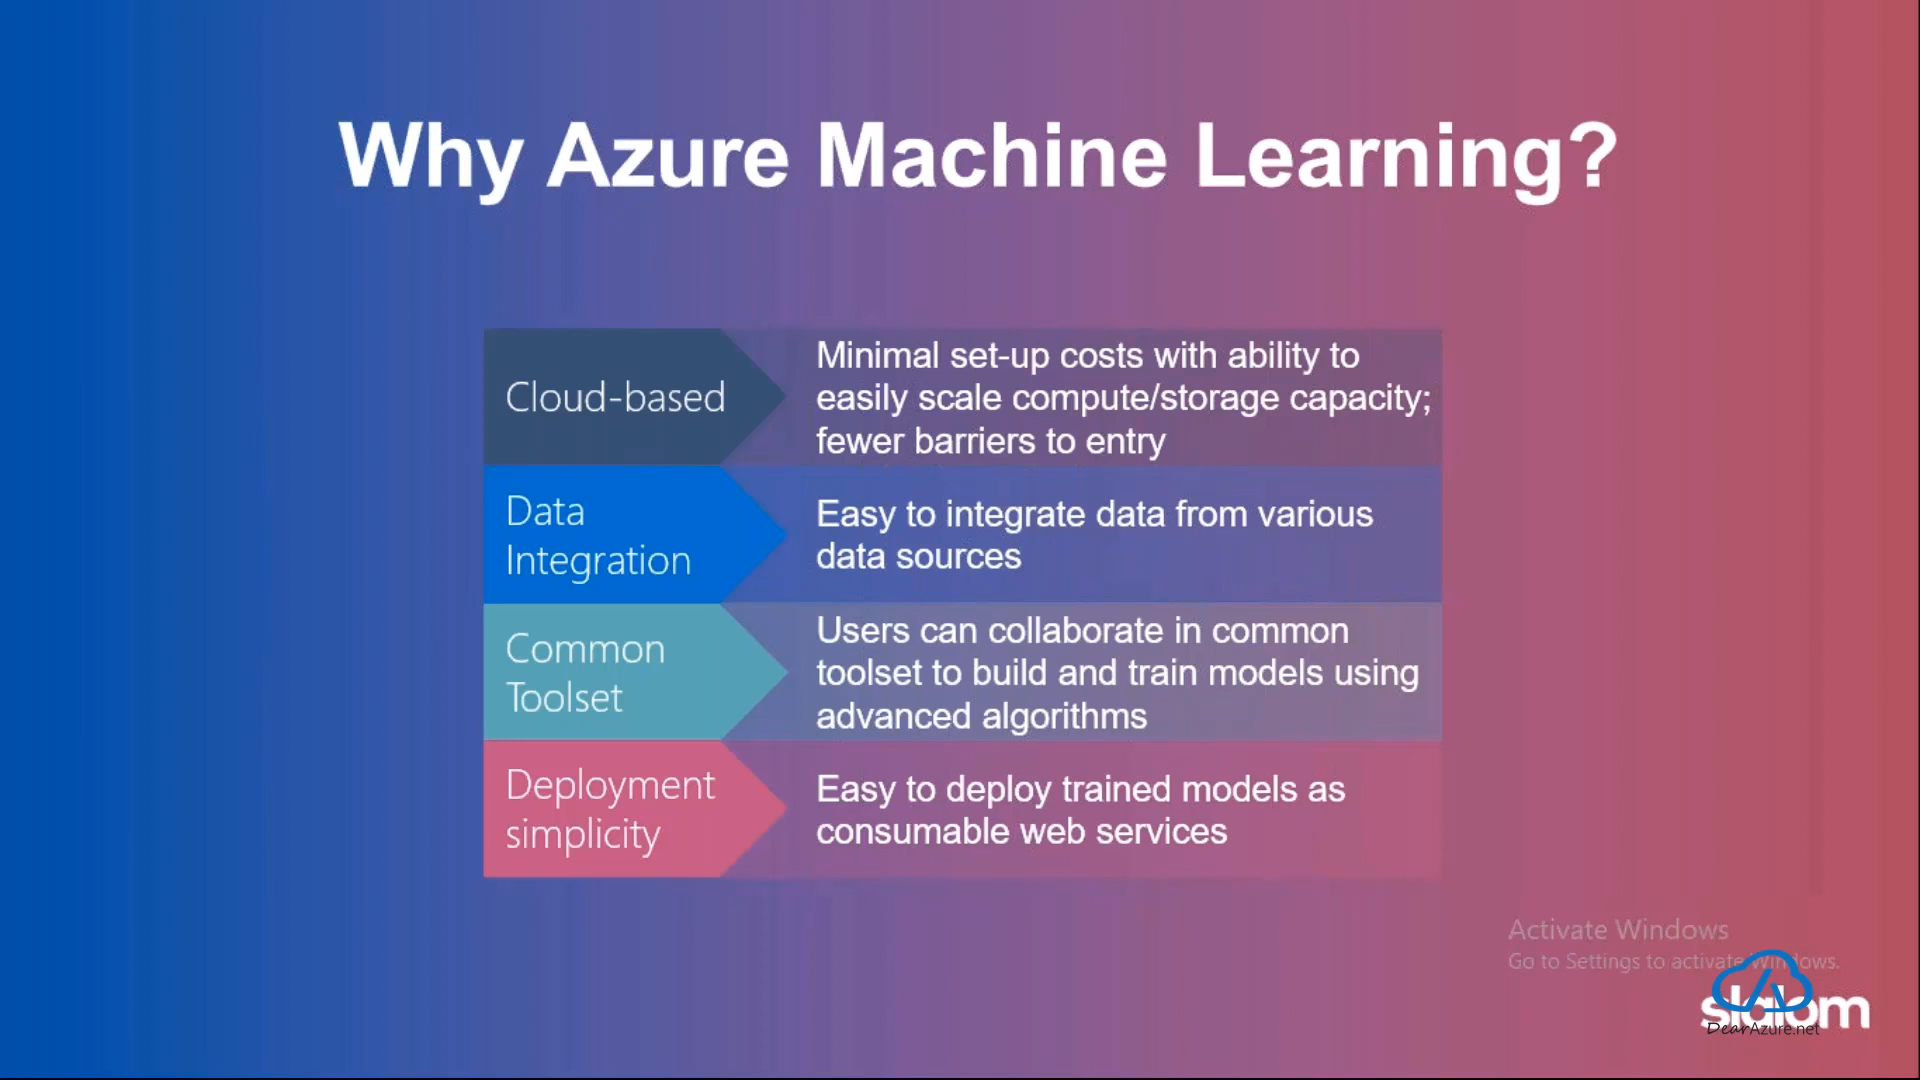 Why Azure Machine Learning?
Cloud-based
Minimal set-up costs with ability to
easily scale compute/storage capacity;
fewer barriers to entry
Data
Integration
Easy to integrate data from various
data sources
Common
Toolset
Users can collaborate in common
toolset to build and train models using
advanced algorithms
Deployment
simplicity
Easy to deploy trained models as
consumable web services
Activate Windows
Go to Settings to activate Windows.
slalom
DearAzure.net